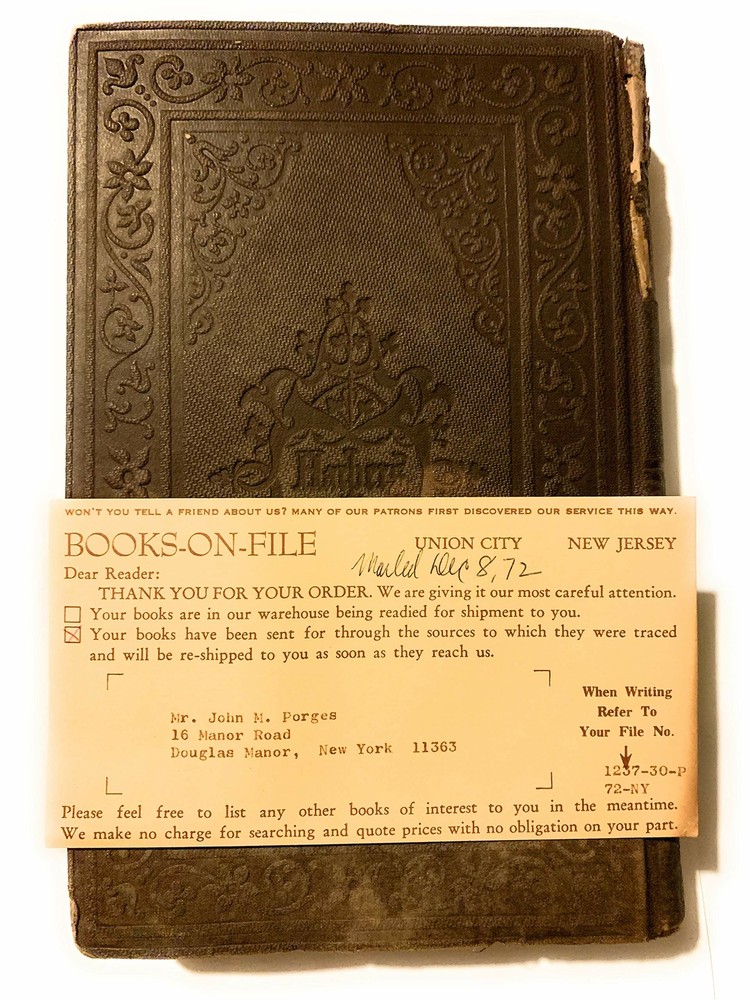 WON'T YOU TELL A FRIEND ABOUT US? MANY OF OUR PATRONS FIRST DISCOVERED OUR SERVICE THIS WAY.
BOOKS-ON-FILE UNION CITY NEW JERSEY
Mailed Dec 8, 72
Dear Reader:
THANK YOU FOR YOUR ORDER. We are giving it our most careful attention.
Your books are in our warehouse being readied for shipment to you.
Your books have been sent for through the sources to which they were traced
and will be re-shipped to you as soon as they reach us.
Mr. John M. Porges
16 Manor Road
Douglas Manor, New York 11363
When Writing
Refer To
Your File No.
1237-30-P
72-NY
Please feel free to list any other books of interest to you in the meantime.
We make no charge for searching and quote prices with no obligation on your part.